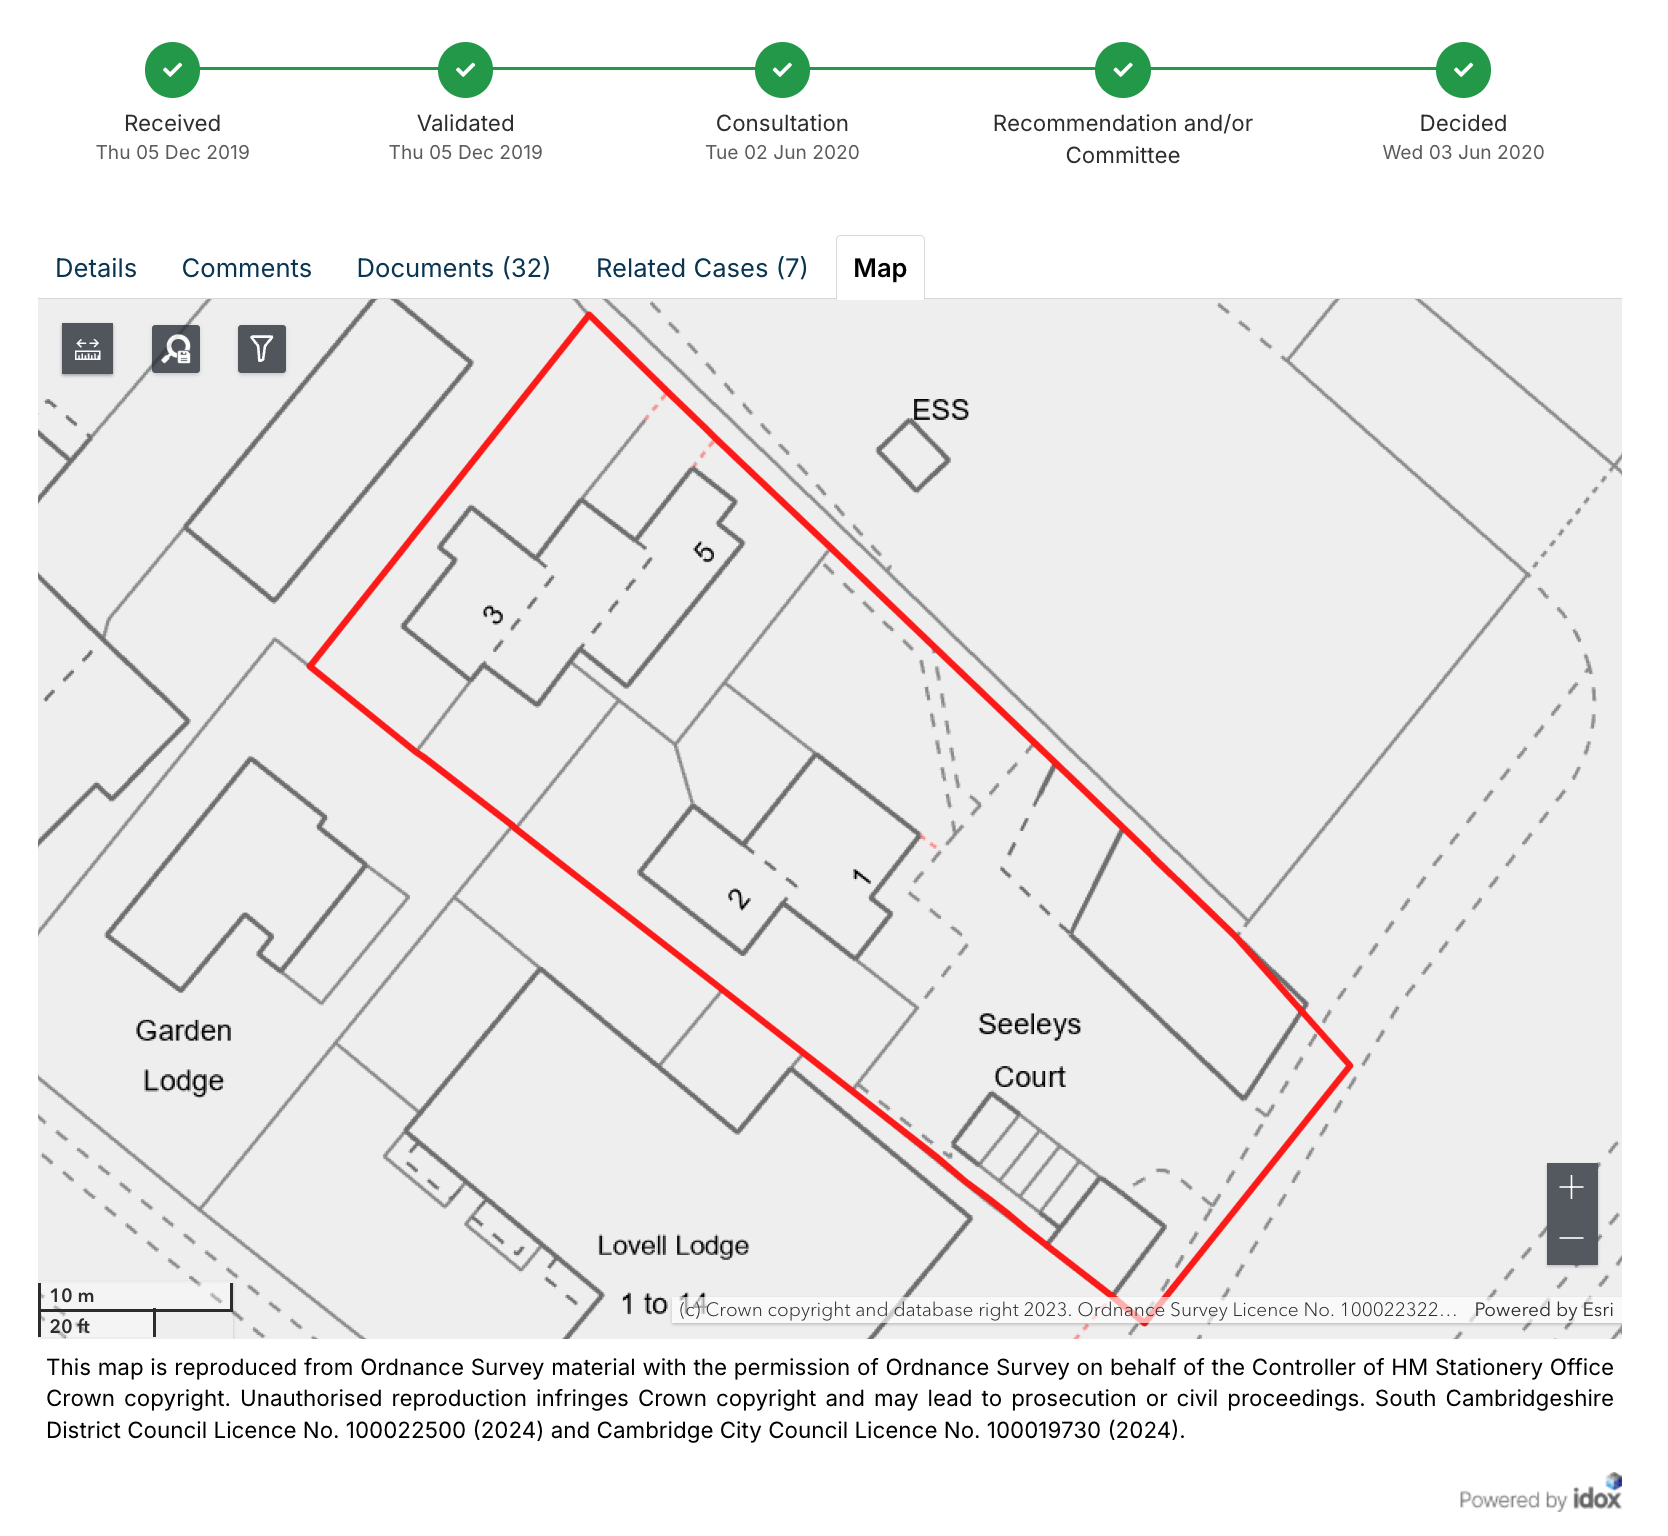 Received
Thu 05 Dec 2019
Validated
Thu 05 Dec 2019
Consultation
Tue 02 Jun 2020
Recommendation and/or
Committee
Decided
Wed 03 Jun 2020
Details
Comments
Documents (32)
Related Cases (7)
Map
ESS
5
3
1
2
Garden
Lodge
Seeleys
Court
Lovell Lodge
1 to 14
10 m
20 ft
(c) Crown copyright and database right 2023. Ordnance Survey Licence No. 100022322…
Powered by Esri
This map is reproduced from Ordnance Survey material with the permission of Ordnance Survey on behalf of the Controller of HM Stationery Office
Crown copyright. Unauthorised reproduction infringes Crown copyright and may lead to prosecution or civil proceedings. South Cambridgeshire
District Council Licence No. 100022500 (2024) and Cambridge City Council Licence No. 100019730 (2024).
Powered by idox